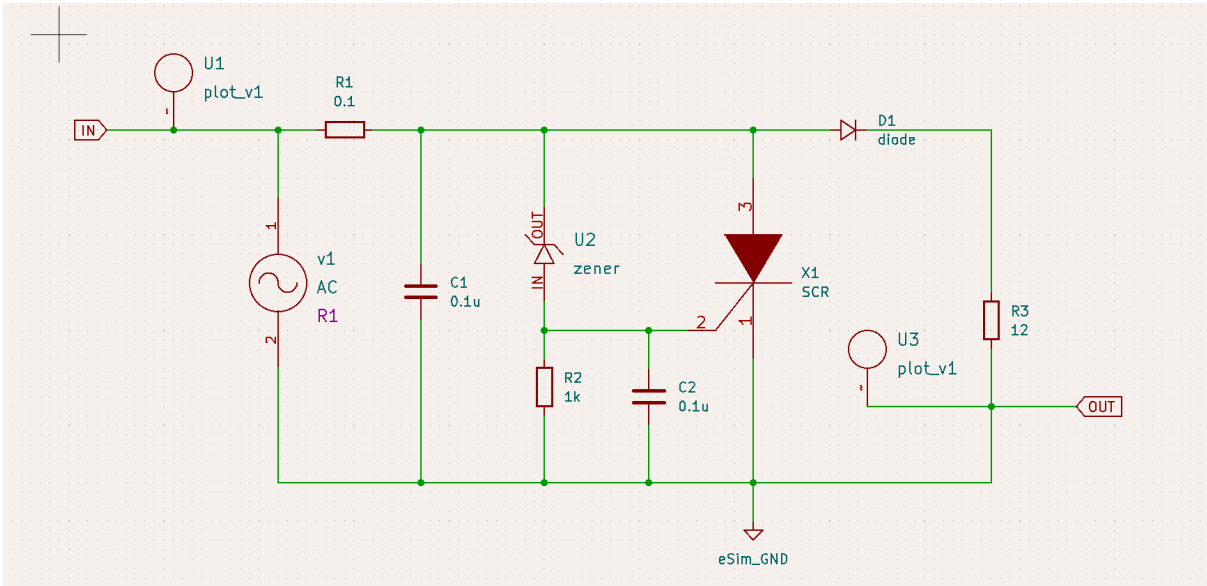 U1
plot_v1
~
IN
R1
0.1
D1
diode
3
OUT
U2
zener
IN
1
v1
AC
R1
2
C1
0.1u
X1
SCR
2
1
R3
12
U3
plot_v1
~
R2
1k
C2
0.1u
OUT
eSim_GND